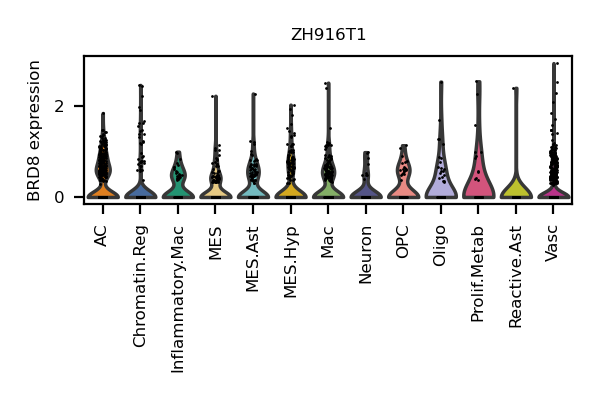 ZH916T1
BRD8 expression
2
0
AC
Chromatin.Reg
Inflammatory.Mac
MES
MES.Ast
MES.Hyp
Mac
Neuron
OPC
Oligo
Prolif.Metab
Reactive.Ast
Vasc